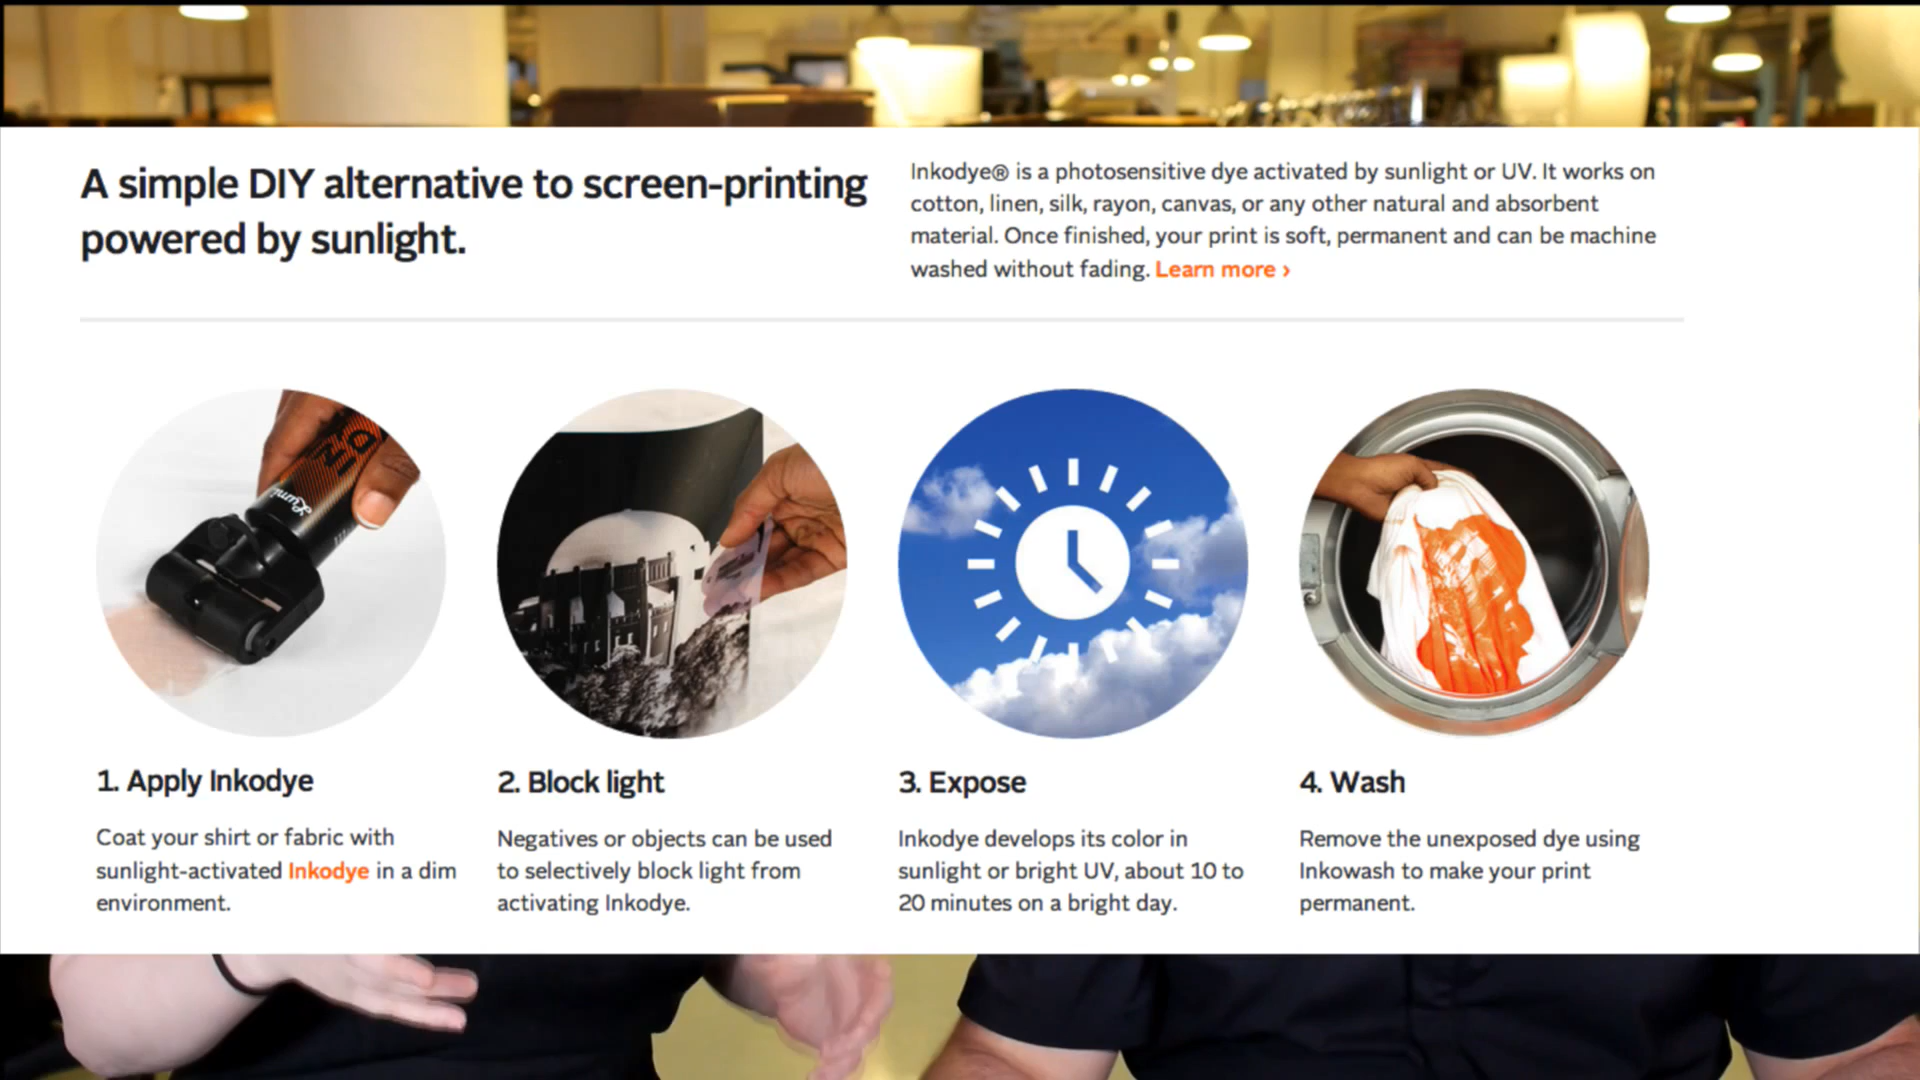 A simple DIY alternative to screen-printing
powered by sunlight.
Inkodye® is a photosensitive dye activated by sunlight or UV. It works on
cotton, linen, silk, rayon, canvas, or any other natural and absorbent
material. Once finished, your print is soft, permanent and can be machine
washed without fading. Learn more ›
Lumi
1. Apply Inkodye
Coat your shirt or fabric with
sunlight-activated Inkodye in a dim
environment.
2. Block light
Negatives or objects can be used
to selectively block light from
activating Inkodye.
3. Expose
Inkodye develops its color in
sunlight or bright UV, about 10 to
20 minutes on a bright day.
4. Wash
Remove the unexposed dye using
Inkowash to make your print
permanent.